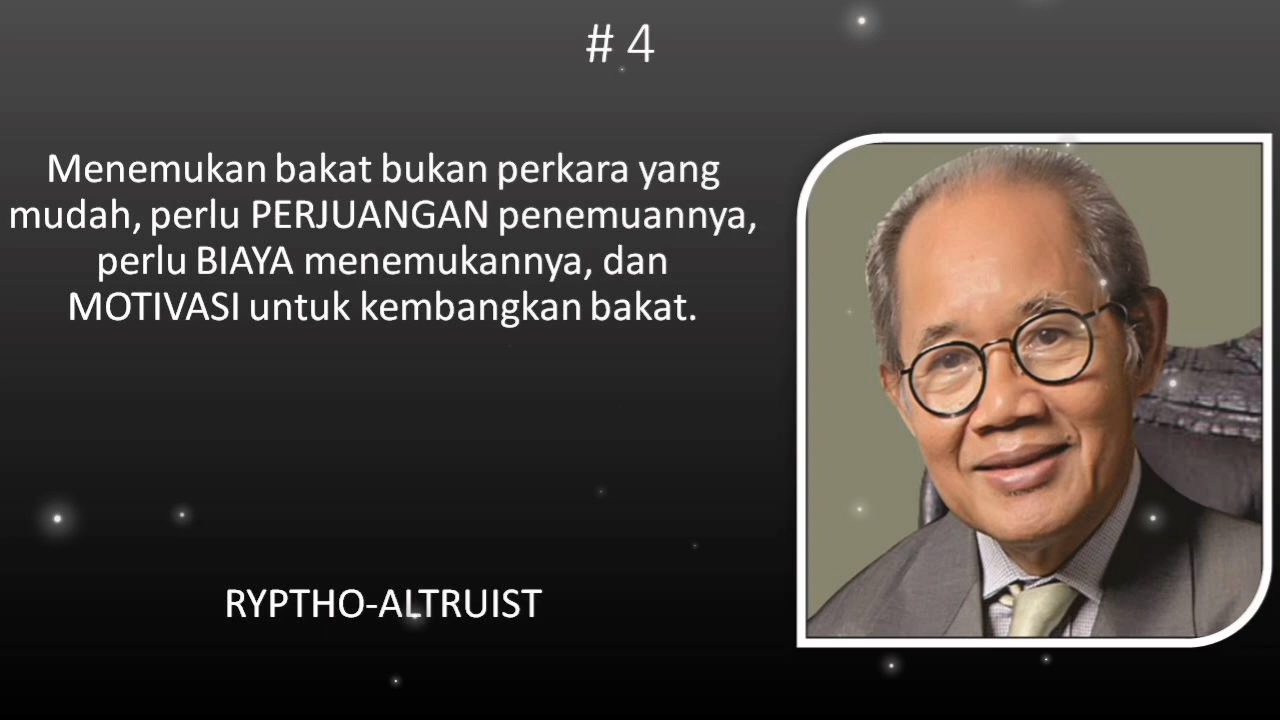 # 4
Menemukan bakat bukan perkara yang
mudah, perlu PERJUANGAN penemuannya,
perlu BIAYA menemukannya, dan
MOTIVASI untuk kembangkan bakat.
RYPTHO-ALTRUIST